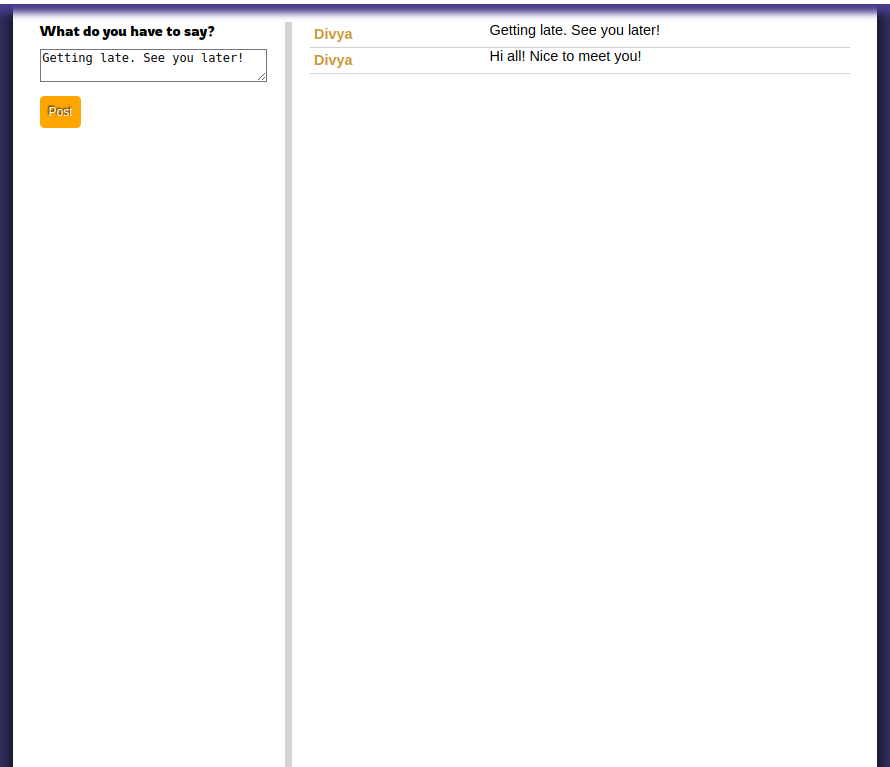 What do you have to say?
Getting late. See you later!
Post
Divya Getting late. See you later!
Divya Hi all! Nice to meet you!